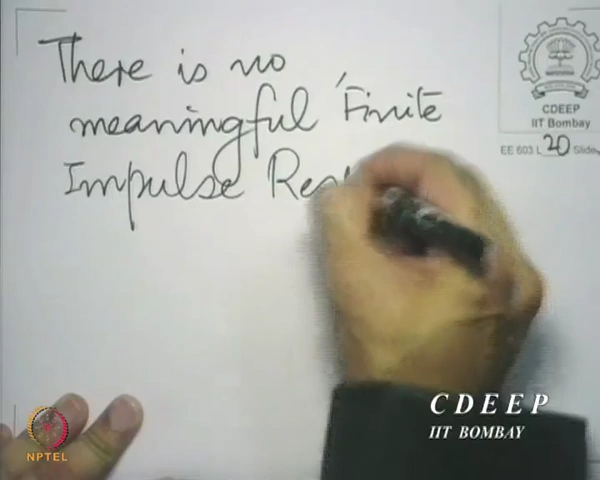 There is no
meaningful 'Finite
Impulse Res
CDEEP
IIT Bombay
EE 603 L 20 Slide
NPTEL
CDEEP
IIT BOMBAY